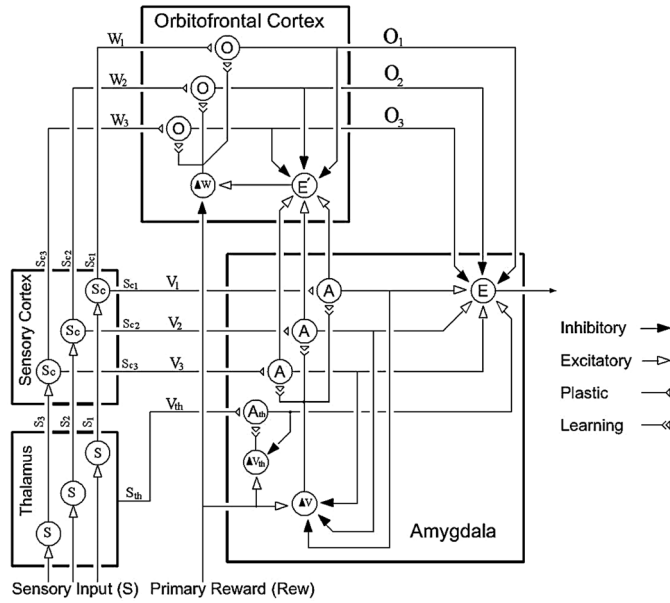 Orbitofrontal Cortex
W1
O
O1
W2
O
O2
W3
O
O3
ΔW
E'
Sc3
Sc2
Sc1
Sensory Cortex
Sc
Sc1
V1
A
E
Sc
Sc2
V2
A
Sc
Sc3
V3
A
Inhibitory
Excitatory
Plastic
Learning
S3
S2
S1
Vth
Ath
Thalamus
S
ΔVth
S
Sth
ΔV
S
Amygdala
Sensory Input (S)
Primary Reward (Rew)